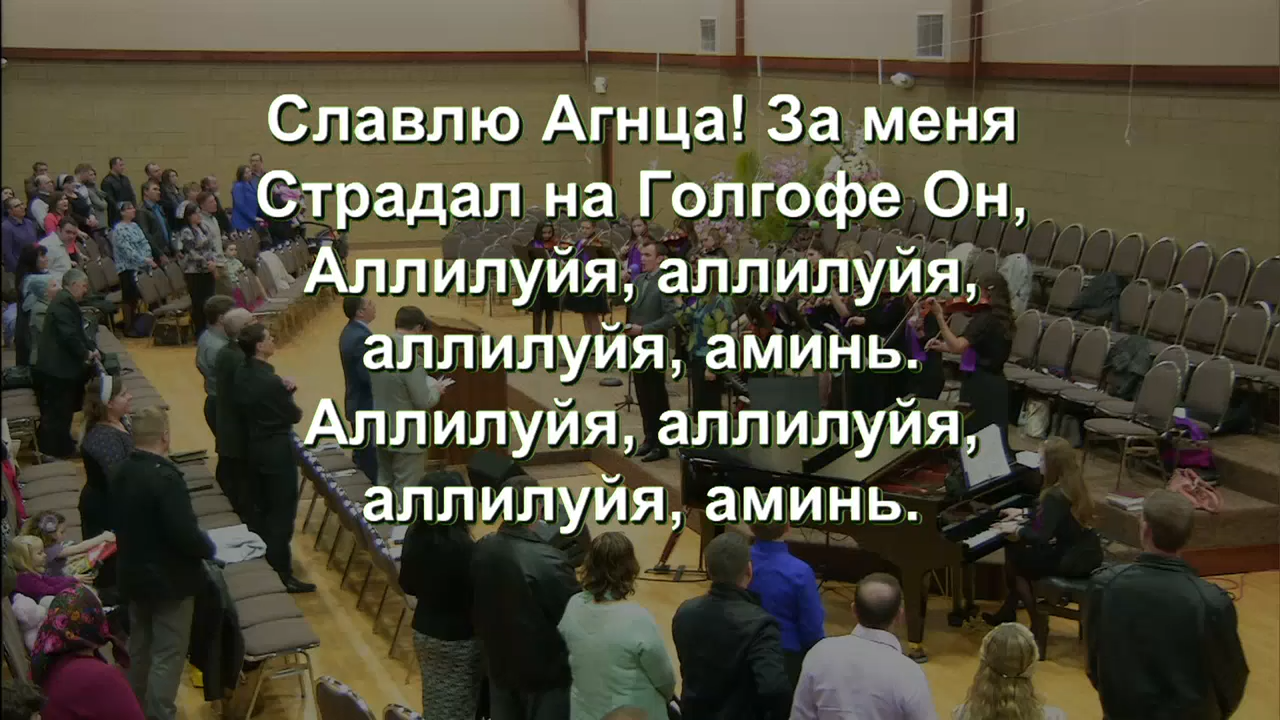 Славлю Агнца! За меня
Страдал на Голгофе Он,
Аллилуйя, аллилуйя,
аллилуйя, аминь.
Аллилуйя, аллилуйя,
аллилуйя, аминь.